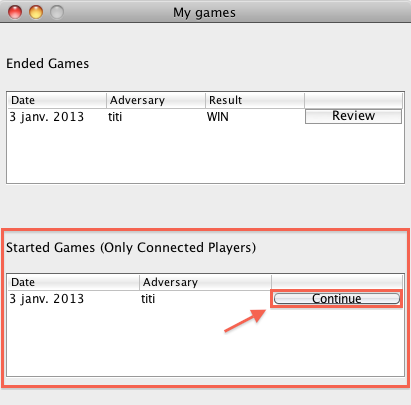 My games
Ended Games
Date Adversary Result
3 janv. 2013 titi WIN Review
Started Games (Only Connected Players)
Date Adversary
3 janv. 2013 titi Continue